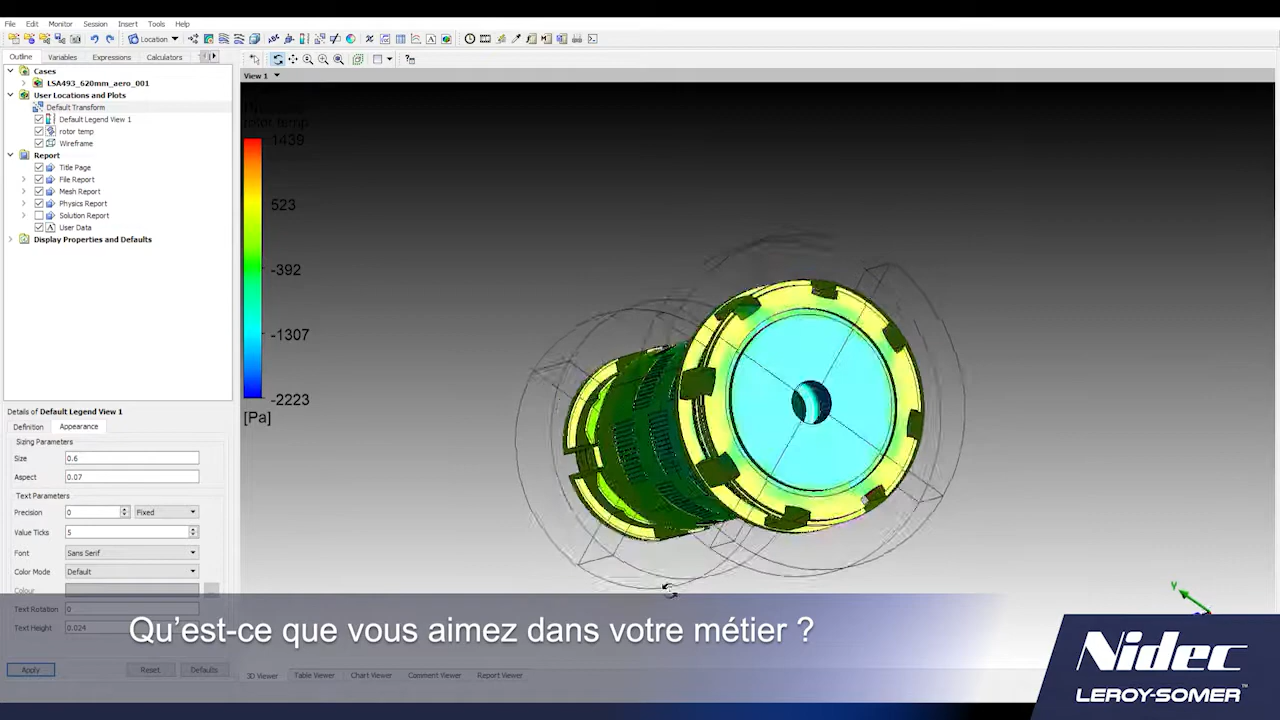 File Edit Monitor Session Insert Tools Help
Location
Outline Variables Expressions Calculators
View 1
Cases
LSA493_620mm_aero_001
User Locations and Plots
Default Transform
Default Legend View 1
rotor temp
Wireframe
Report
Title Page
File Report
Mesh Report
Physics Report
Solution Report
User Data
Display Properties and Defaults
rotor temp
1439
523
-392
-1307
-2223
[Pa]
Details of Default Legend View 1
Definition Appearance
Sizing Parameters
Size 0.6
Aspect 0.07
Text Parameters
Precision 0 Fixed
Value Ticks 5
Font Sans Serif
Color Mode Default
Colour
Text Rotation 0
Text Height 0.024
Apply Reset Defaults
3D Viewer Table Viewer Chart Viewer Comment Viewer Report Viewer
Y
Qu'est-ce que vous aimez dans votre métier ?
Nidec
LEROY-SOMER™